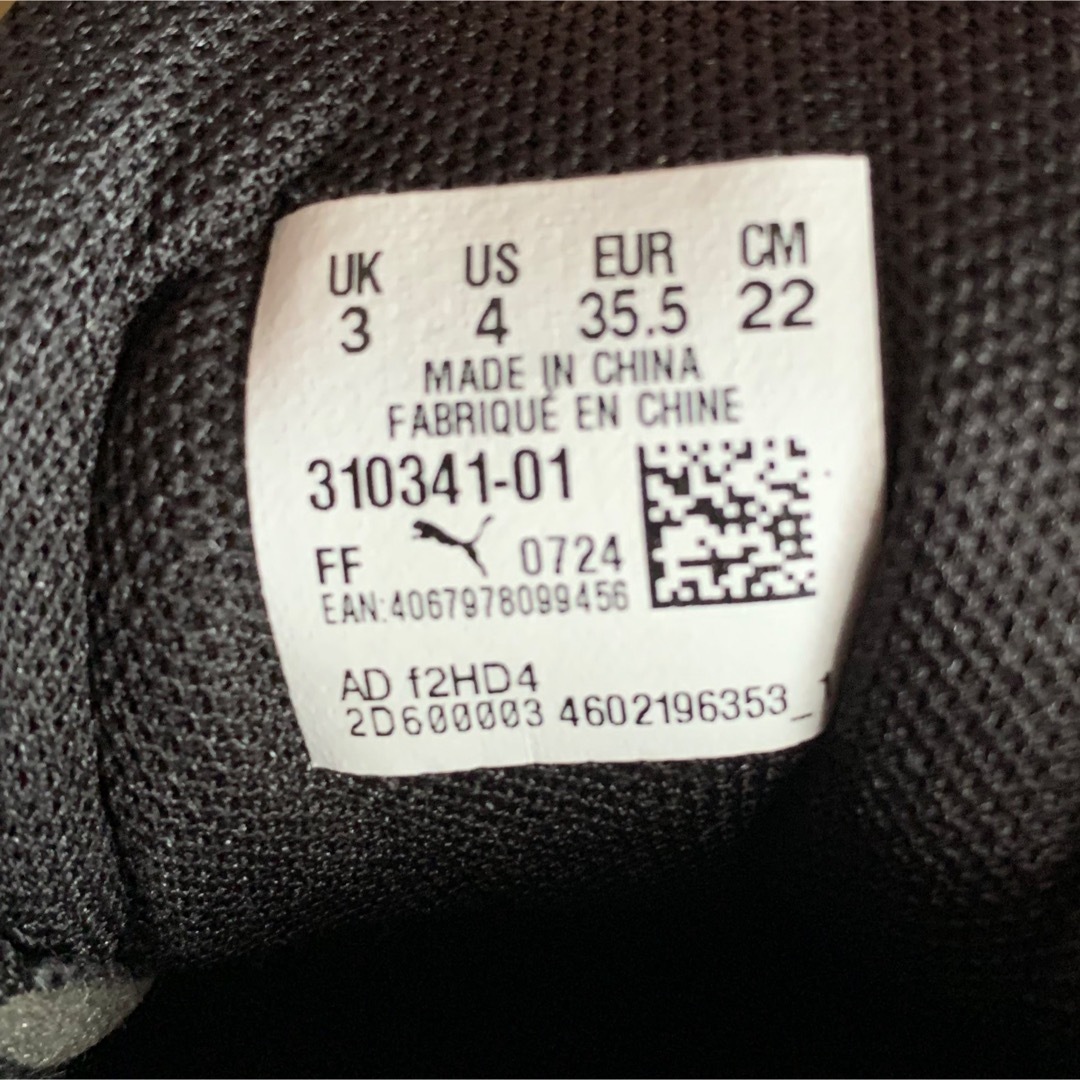 UK US EUR CM
3 4 35.5 22
MADE IN CHINA
FABRIQUÉ EN CHINE
310341-01
FF 0724
EAN:4067978099456
AD f2HD4
2D600003 4602196353_1